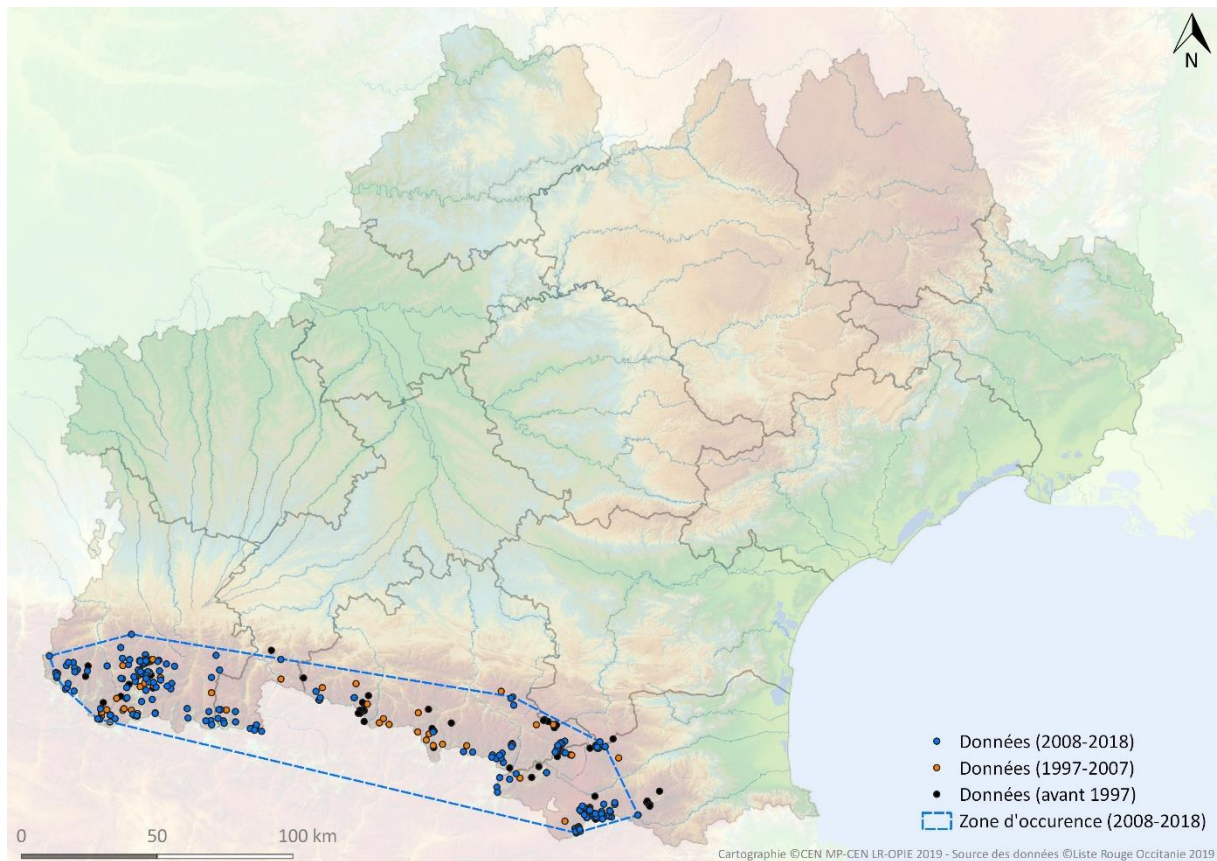 N
Données (2008-2018)
Données (1997-2007)
Données (avant 1997)
Zone d'occurence (2008-2018)
0 50 100 km
Cartographie ©CEN MP-CEN LR-OPIE 2019 - Source des données ©Liste Rouge Occitanie 2019